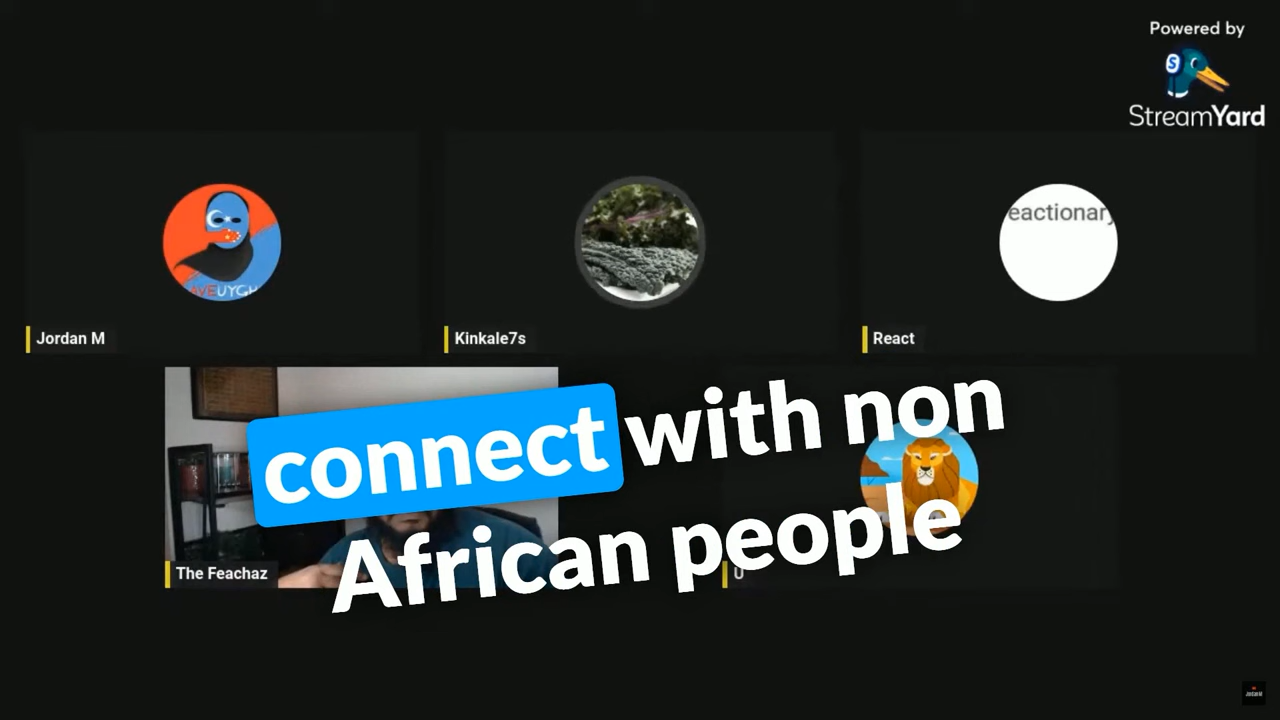 Powered by
StreamYard
eactionary
Jordan M
Kinkale7s
React
connect with non
African people
The Feachaz
U